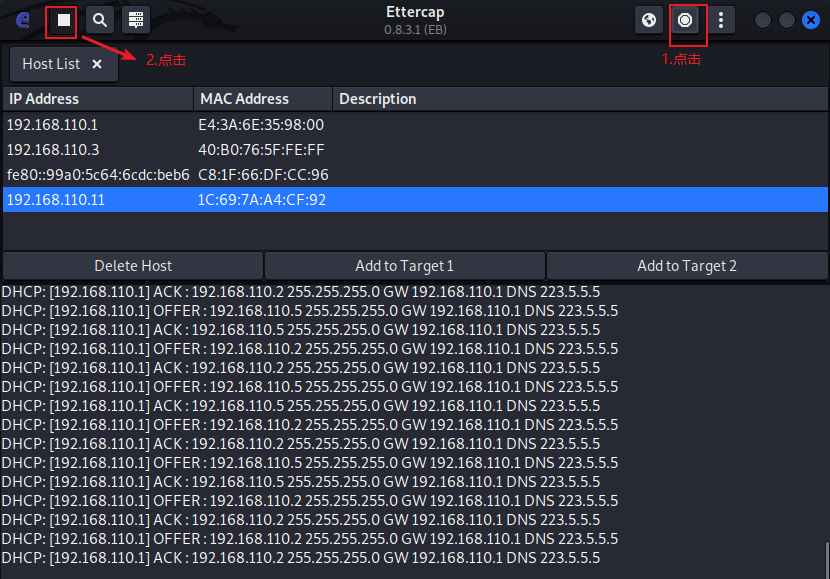 Ettercap
0.8.3.1 (EB)
2.点击
1.点击
Host List
IP Address MAC Address Description
192.168.110.1 E4:3A:6E:35:98:00
192.168.110.3 40:B0:76:5F:FE:FF
fe80::99a0:5c64:6cdc:beb6 C8:1F:66:DF:CC:96
192.168.110.11 1C:69:7A:A4:CF:92
Delete Host Add to Target 1 Add to Target 2
DHCP: [192.168.110.1] ACK : 192.168.110.2 255.255.255.0 GW 192.168.110.1 DNS 223.5.5.5
DHCP: [192.168.110.1] OFFER : 192.168.110.5 255.255.255.0 GW 192.168.110.1 DNS 223.5.5.5
DHCP: [192.168.110.1] ACK : 192.168.110.5 255.255.255.0 GW 192.168.110.1 DNS 223.5.5.5
DHCP: [192.168.110.1] OFFER : 192.168.110.2 255.255.255.0 GW 192.168.110.1 DNS 223.5.5.5
DHCP: [192.168.110.1] ACK : 192.168.110.2 255.255.255.0 GW 192.168.110.1 DNS 223.5.5.5
DHCP: [192.168.110.1] OFFER : 192.168.110.5 255.255.255.0 GW 192.168.110.1 DNS 223.5.5.5
DHCP: [192.168.110.1] ACK : 192.168.110.5 255.255.255.0 GW 192.168.110.1 DNS 223.5.5.5
DHCP: [192.168.110.1] OFFER : 192.168.110.2 255.255.255.0 GW 192.168.110.1 DNS 223.5.5.5
DHCP: [192.168.110.1] ACK : 192.168.110.2 255.255.255.0 GW 192.168.110.1 DNS 223.5.5.5
DHCP: [192.168.110.1] OFFER : 192.168.110.5 255.255.255.0 GW 192.168.110.1 DNS 223.5.5.5
DHCP: [192.168.110.1] ACK : 192.168.110.5 255.255.255.0 GW 192.168.110.1 DNS 223.5.5.5
DHCP: [192.168.110.1] OFFER : 192.168.110.2 255.255.255.0 GW 192.168.110.1 DNS 223.5.5.5
DHCP: [192.168.110.1] ACK : 192.168.110.2 255.255.255.0 GW 192.168.110.1 DNS 223.5.5.5
DHCP: [192.168.110.1] OFFER : 192.168.110.2 255.255.255.0 GW 192.168.110.1 DNS 223.5.5.5
DHCP: [192.168.110.1] ACK : 192.168.110.2 255.255.255.0 GW 192.168.110.1 DNS 223.5.5.5